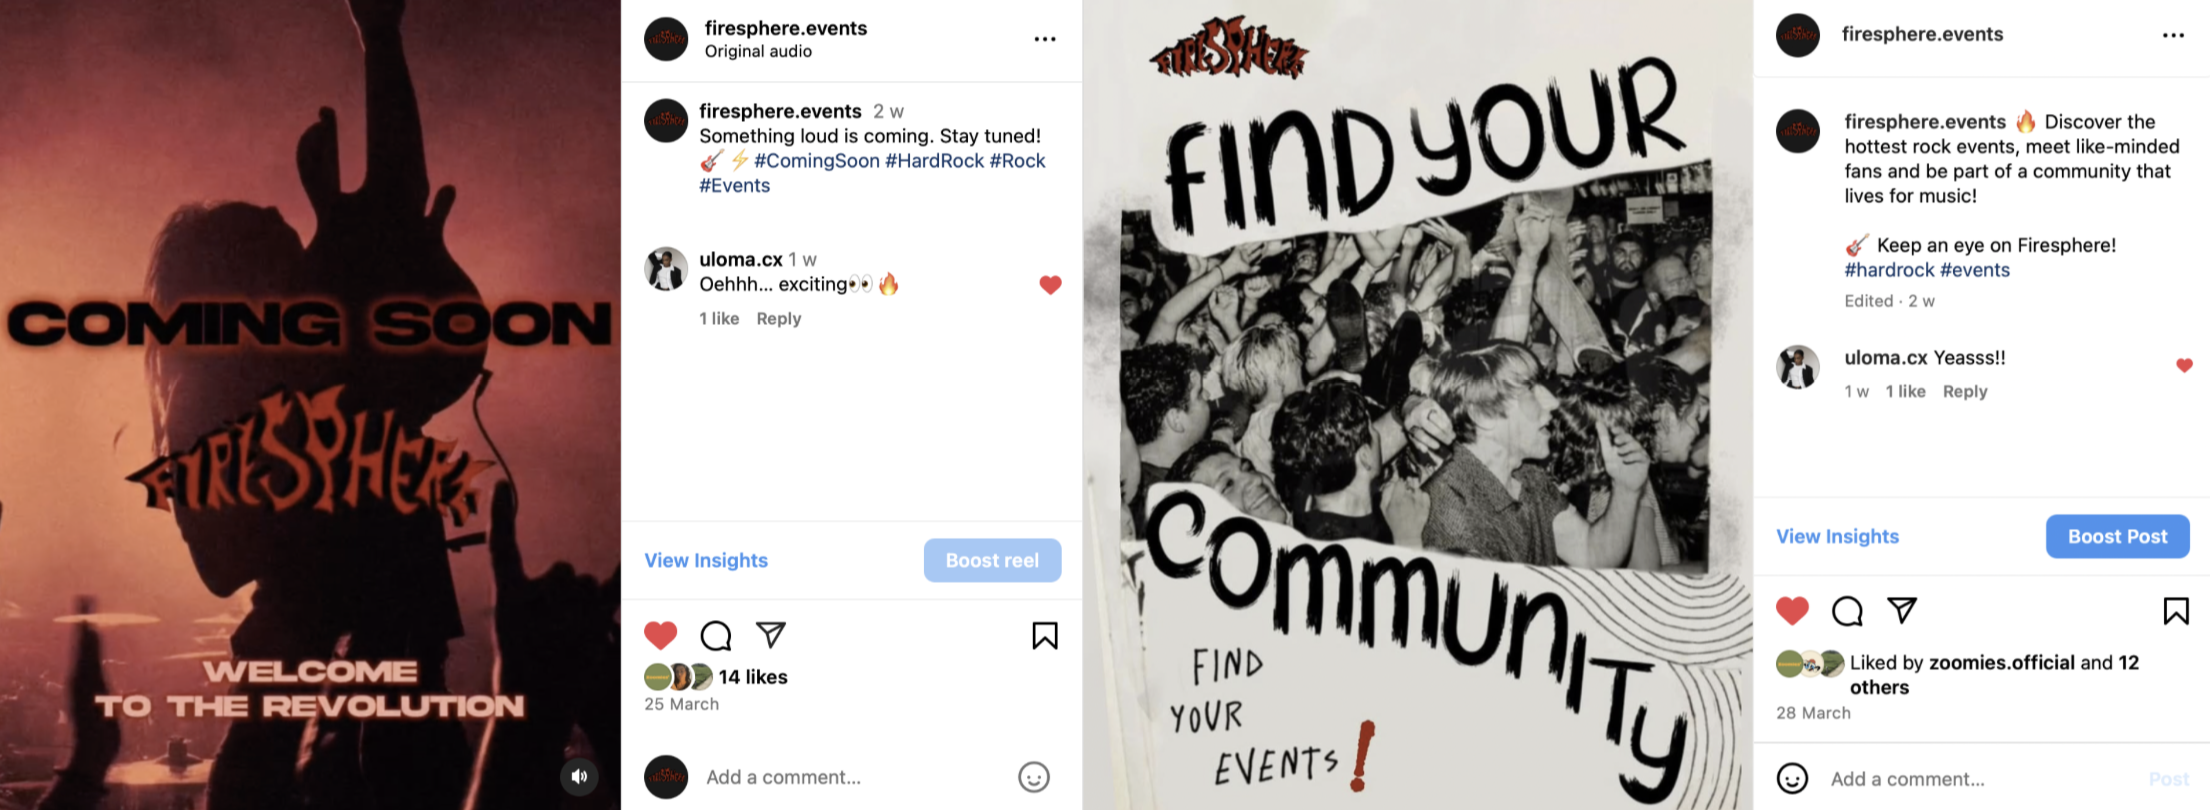 COMING SOON
FIRESPHERE
WELCOME
TO THE REVOLUTION
firesphere.events
Original audio
firesphere.events 2 w
Something loud is coming. Stay tuned!
🎸⚡ #ComingSoon #HardRock #Rock
#Events
uloma.cx 1 w
Oehhh... exciting👀🔥
1 like Reply
View Insights
Boost reel
14 likes
25 March
Add a comment...
FIRESPHERE
FIND YOUR
COMMUNITY
FIND
YOUR
EVENTS!
firesphere.events
firesphere.events 🔥 Discover the
hottest rock events, meet like-minded
fans and be part of a community that
lives for music!
🎸 Keep an eye on Firesphere!
#hardrock #events
Edited · 2 w
uloma.cx Yeasss!!
1 w 1 like Reply
View Insights
Boost Post
Liked by zoomies.official and 12
others
28 March
Add a comment...
Post